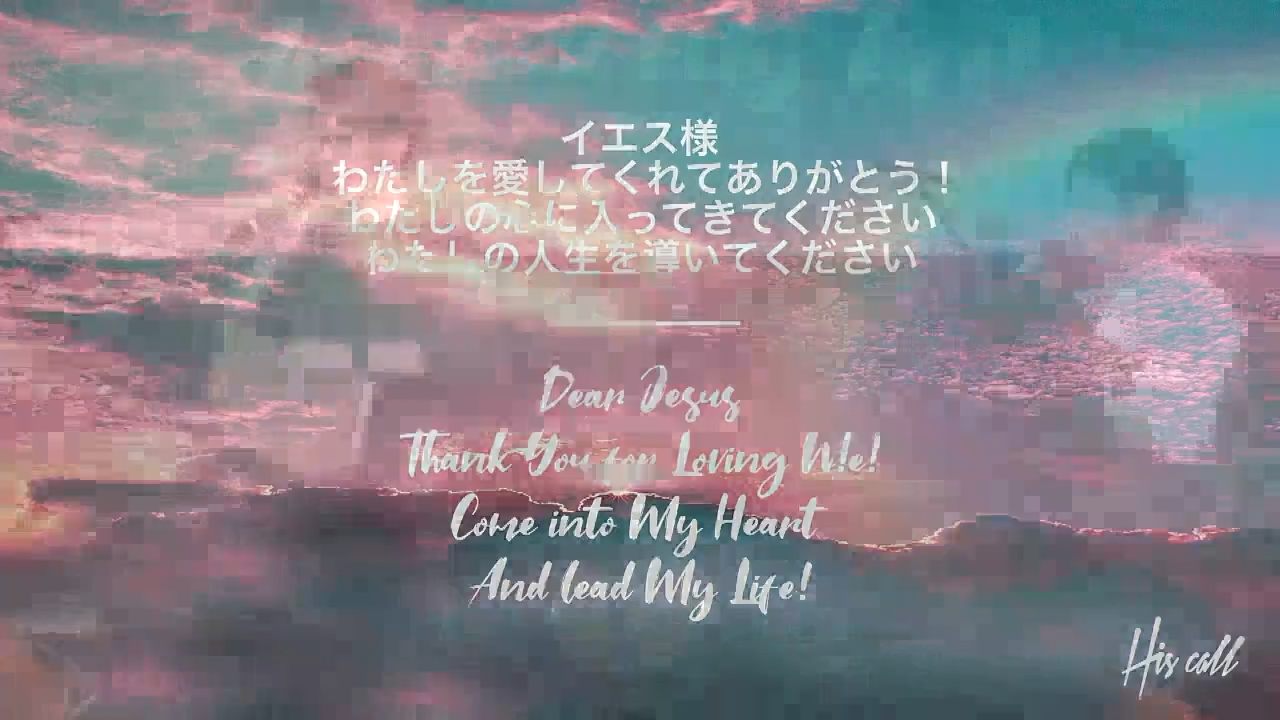 イエス様
わたしを愛してくれてありがとう！
わたしの心に入ってきてください
わたしの人生を導いてください
Dear Jesus
Thank You for Loving Me!
Come into My Heart
And lead My Life!
His call